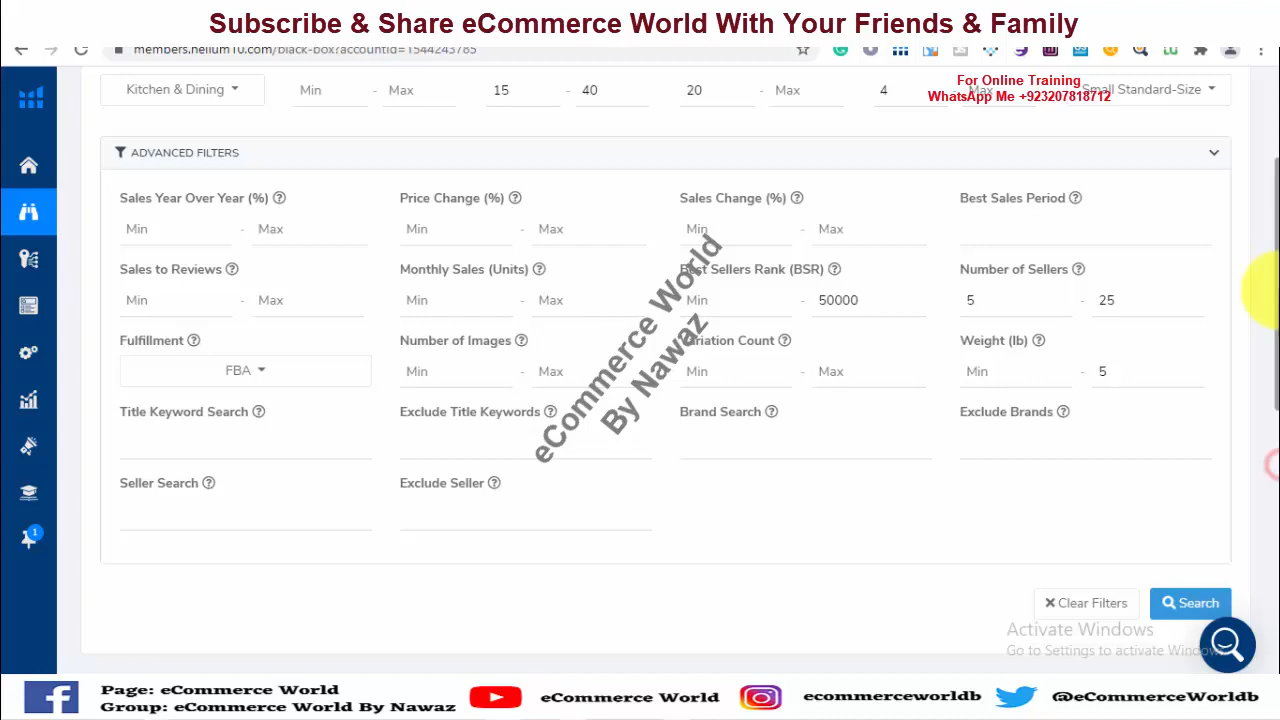 Subscribe & Share eCommerce World With Your Friends & Family
members.helium10.com/black-box?accountId=1544243785
For Online Training
WhatsApp Me +923207818712
Kitchen & Dining
Min - Max
15 - 40
20 - Max
4 - Max
Small Standard-Size
ADVANCED FILTERS
Sales Year Over Year (%)
Price Change (%)
Sales Change (%)
Best Sales Period
Min - Max
Min - Max
Min - Max
Sales to Reviews
Monthly Sales (Units)
Best Sellers Rank (BSR)
Number of Sellers
Min - Max
Min - Max
Min - 50000
5 - 25
Fulfillment
Number of Images
Variation Count
Weight (lb)
FBA
Min - Max
Min - Max
Min - 5
Title Keyword Search
Exclude Title Keywords
Brand Search
Exclude Brands
Seller Search
Exclude Seller
eCommerce World
By Nawaz
Clear Filters
Search
1
Activate Windows
Go to Settings to activate Windows.
Page: eCommerce World
Group: eCommerce World By Nawaz
eCommerce World
ecommerceworldb
@eCommerceWorldb